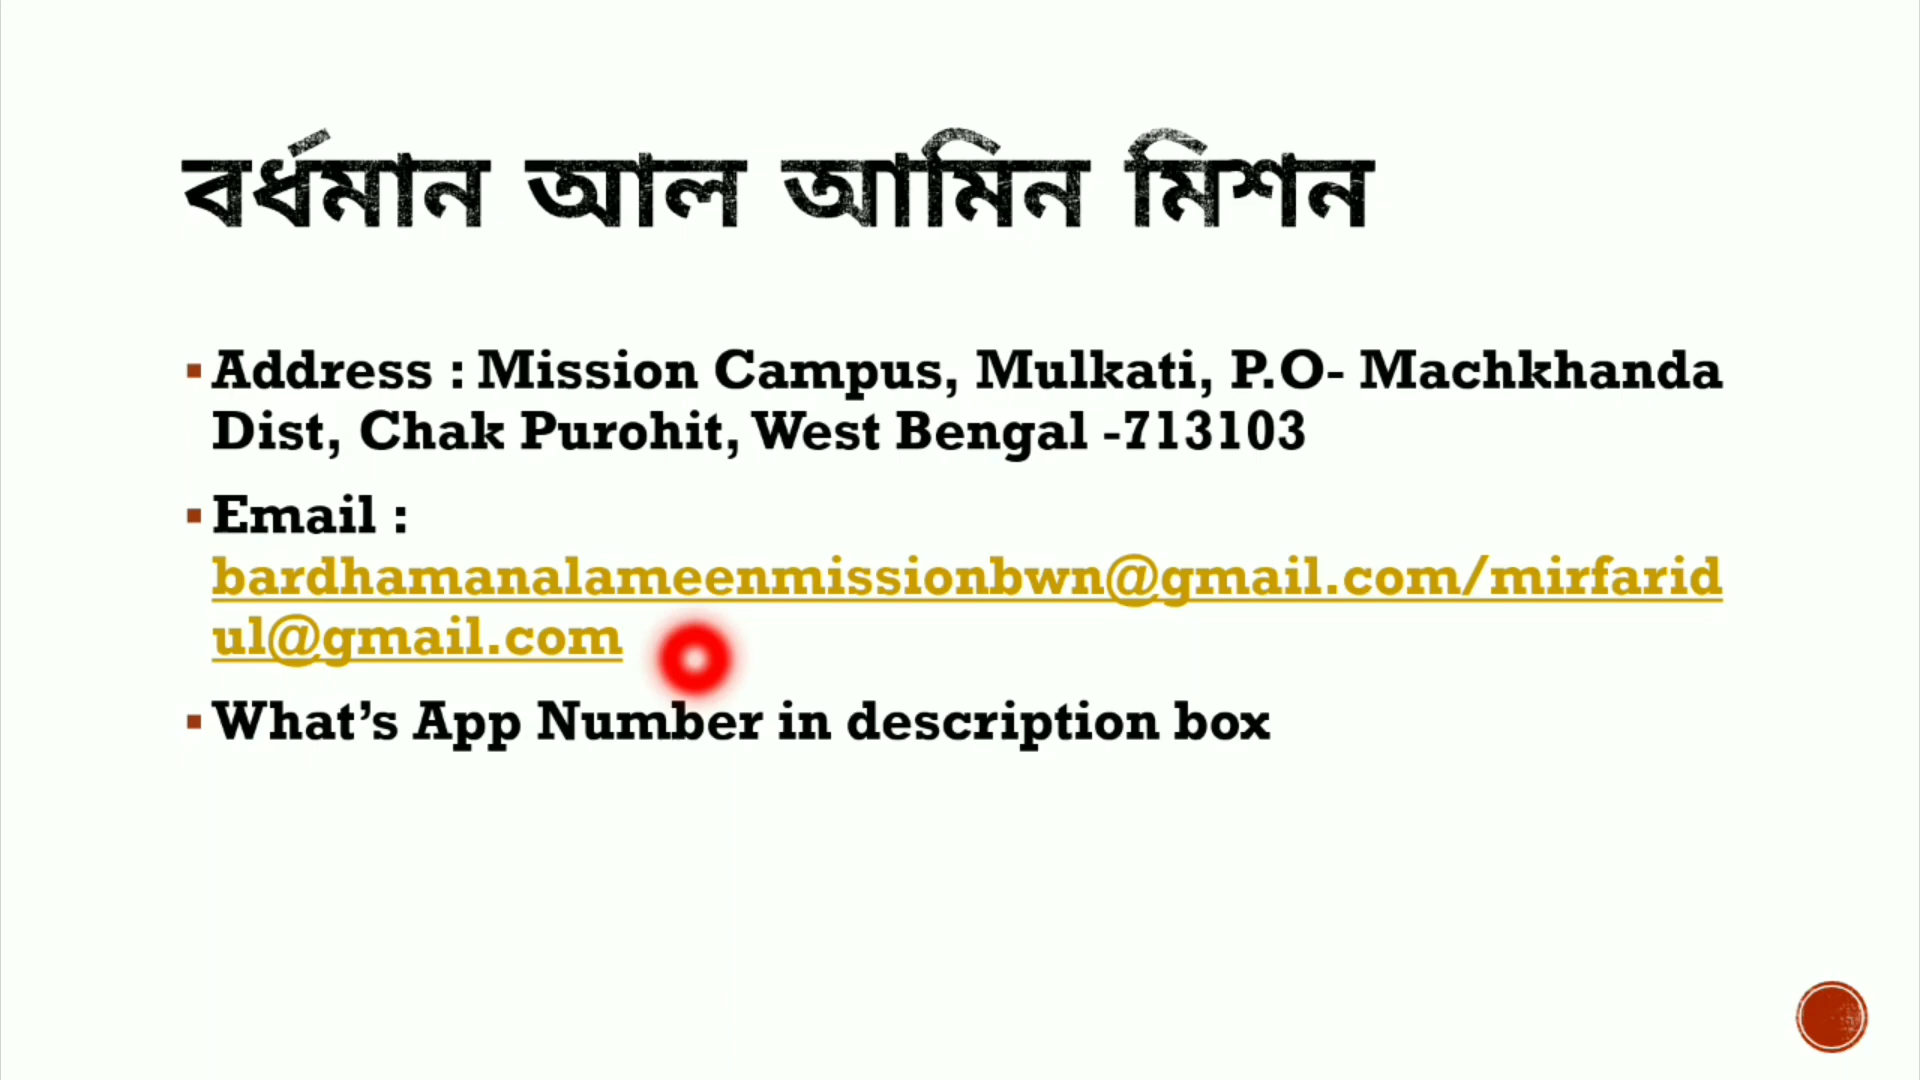 বর্ধমান আল আমিন মিশন
Address : Mission Campus, Mulkati, P.O- Machkhanda
Dist, Chak Purohit, West Bengal -713103
Email :
bardhamanalameenmissionbwn@gmail.com/mirfarid
ul@gmail.com
What’s App Number in description box